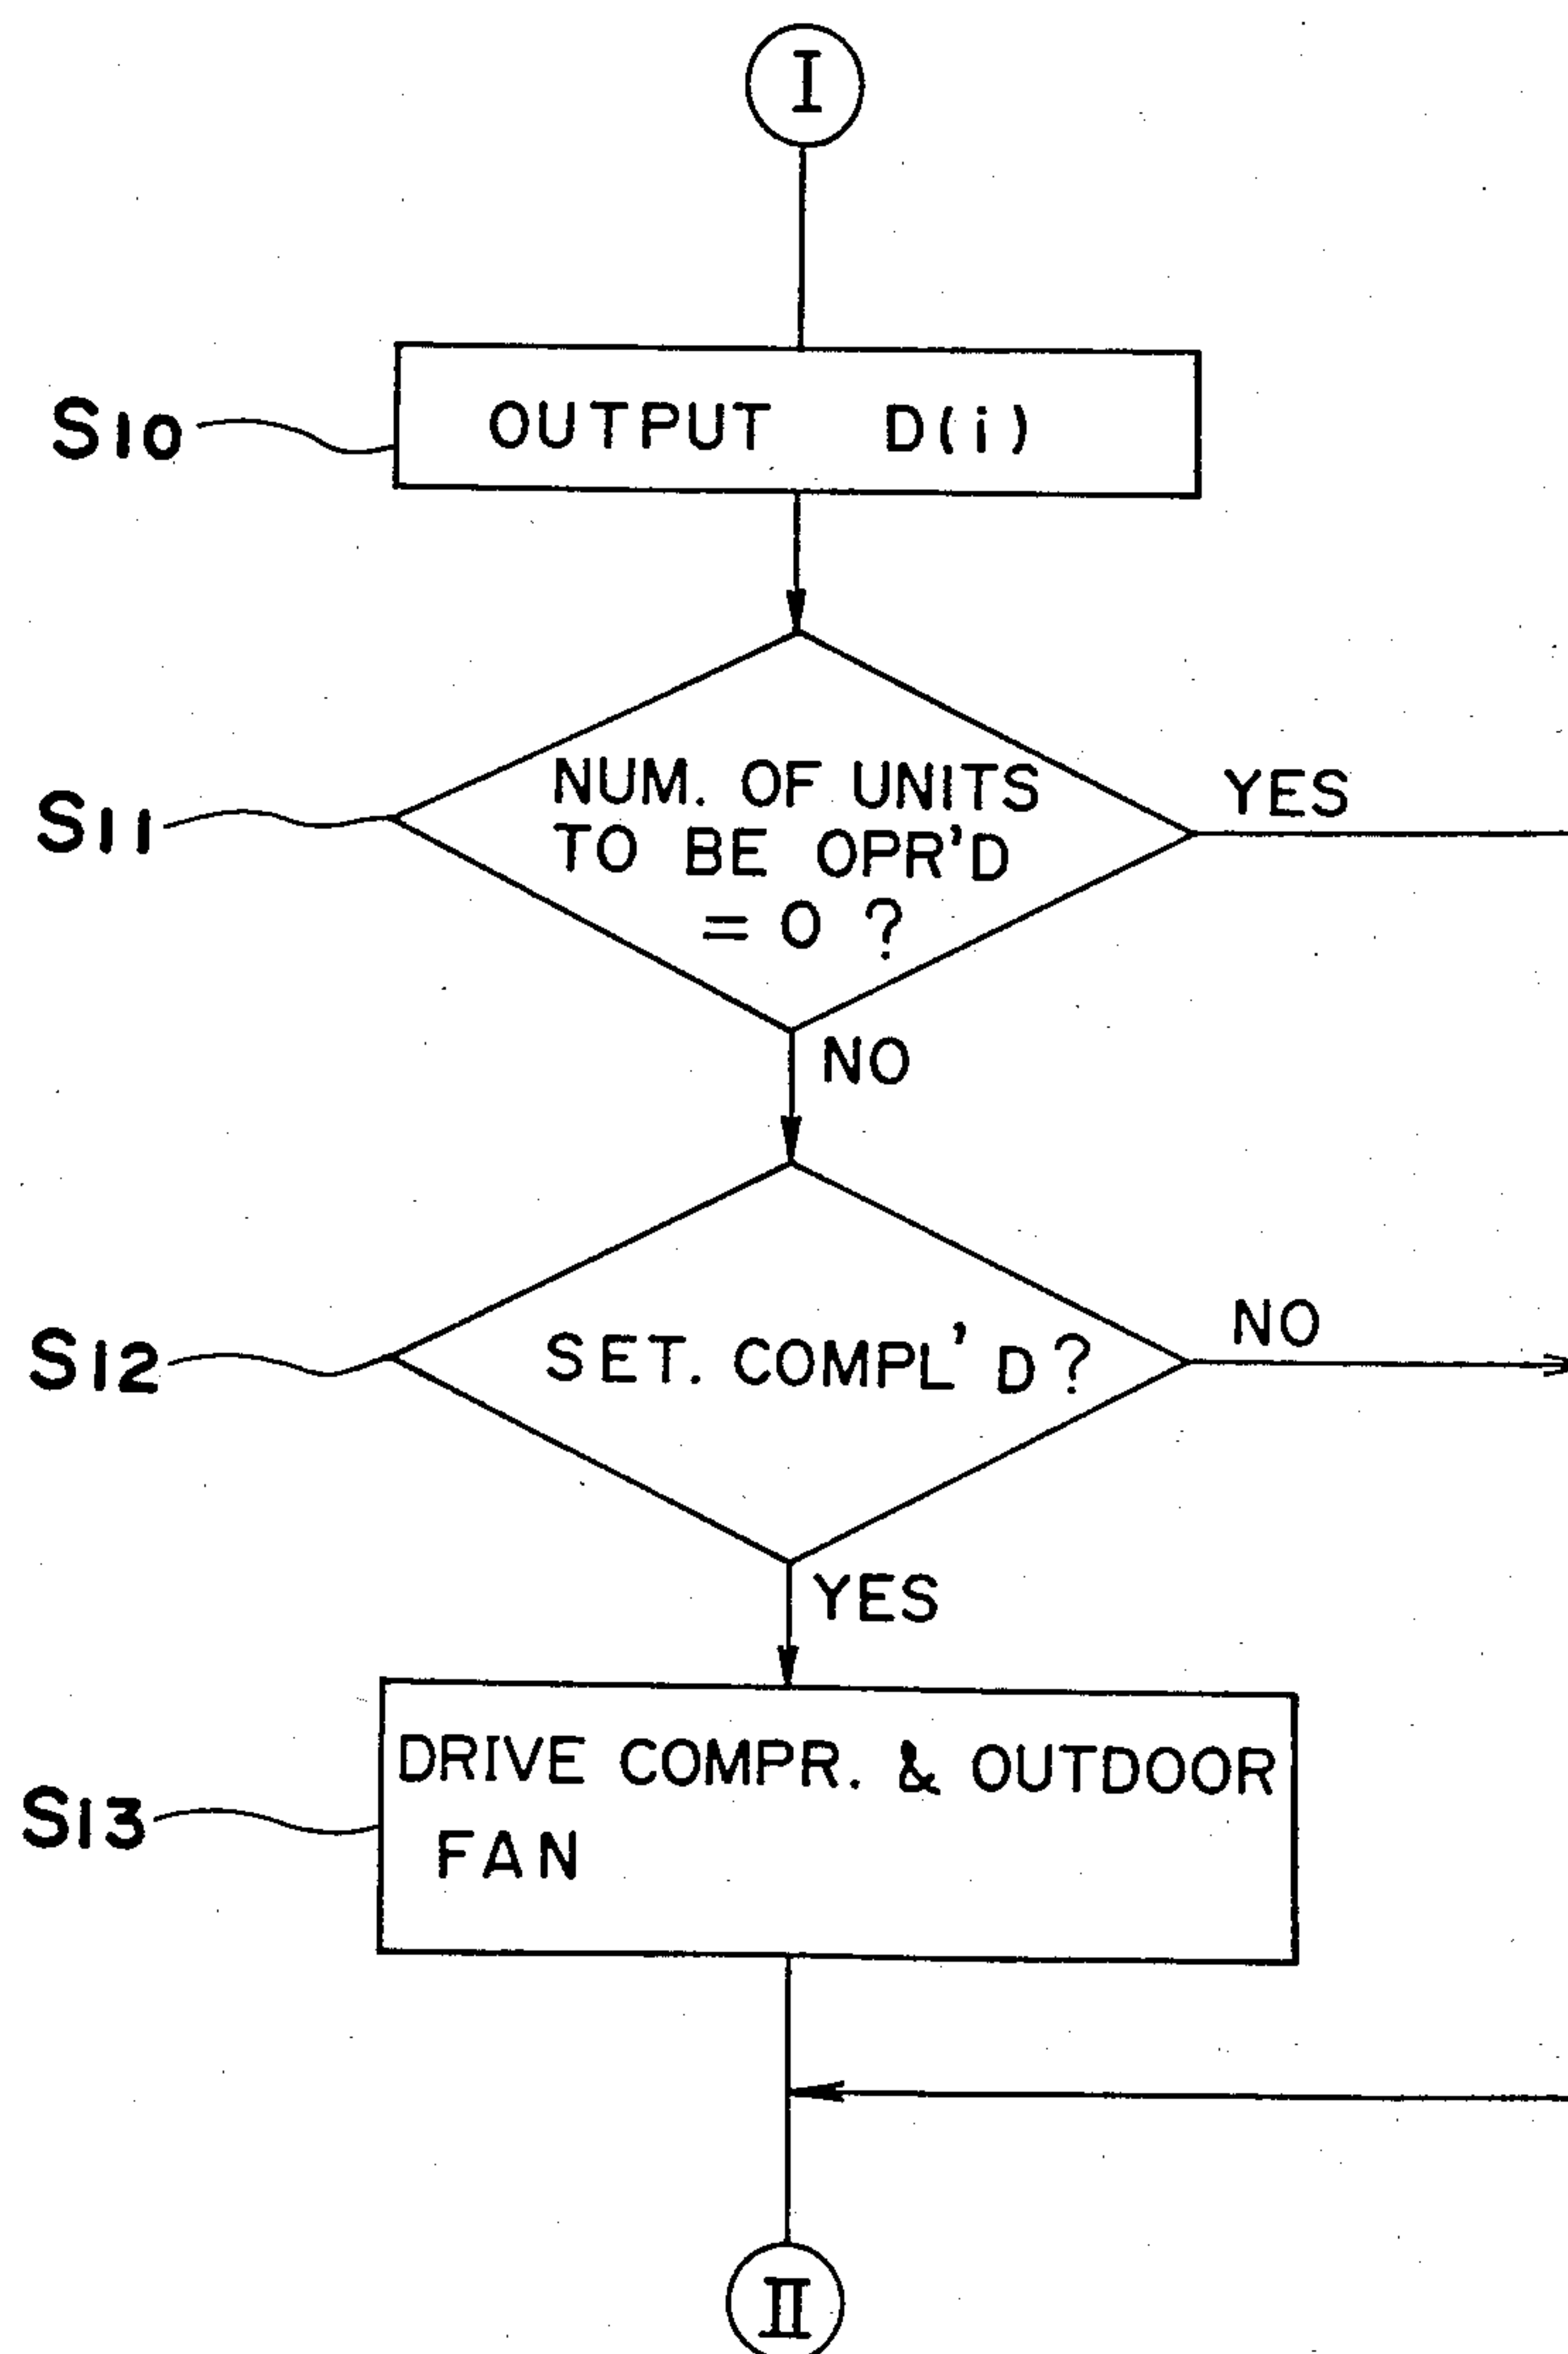 I
S10
OUTPUT D(i)
S11
NUM. OF UNITS
TO BE OPR'D
= 0 ?
YES
NO
S12
SET. COMPL'D?
NO
YES
S13
DRIVE COMPR. & OUTDOOR
FAN
II